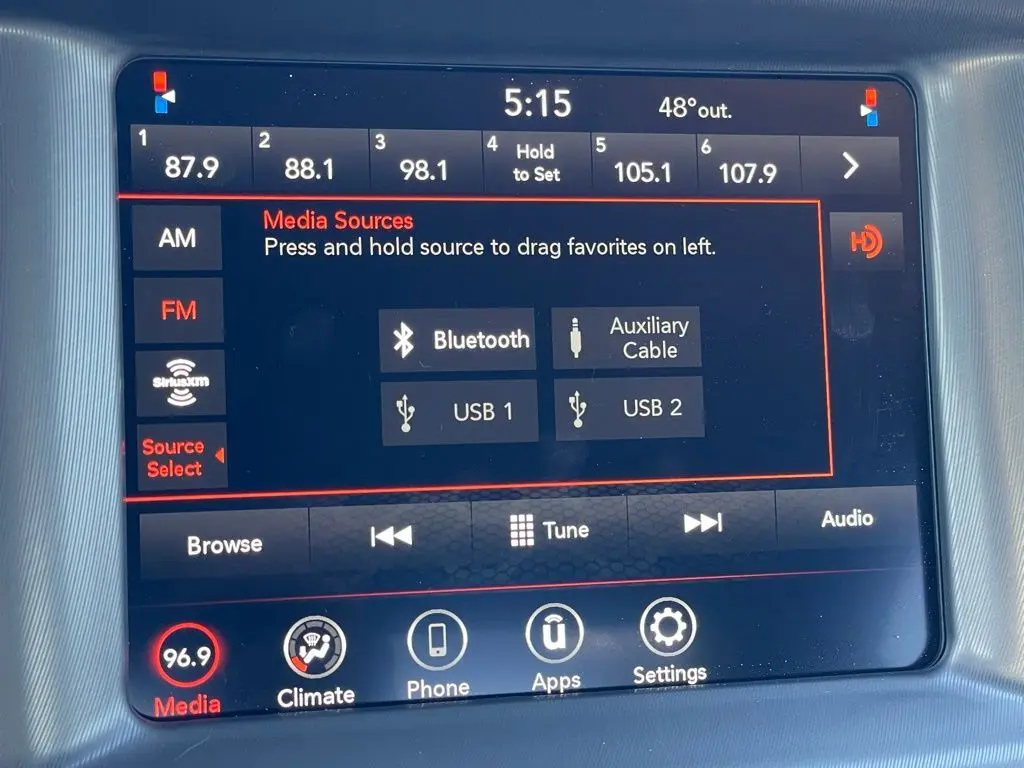 5:15 48° out.
1 87.9 2 88.1 3 98.1 4 Hold to Set 5 105.1 6 107.9
AM
Media Sources
Press and hold source to drag favorites on left.
HD
FM
Bluetooth
Auxiliary
Cable
SiriusXM
USB 1
USB 2
Source
Select
Browse
Tune
Audio
96.9
Media
Climate
Phone
Apps
Settings